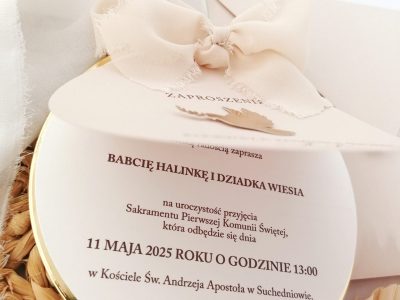 ZAPROSZENIE
zaprasza
BABCIĘ HALINKĘ I DZIADKA WIESIA
na uroczystość przyjęcia
Sakramentu Pierwszej Komunii Świętej,
która odbędzie się dnia
11 MAJA 2025 ROKU O GODZINIE 13:00
w Kościele Św. Andrzeja Apostoła w Suchedniowie,